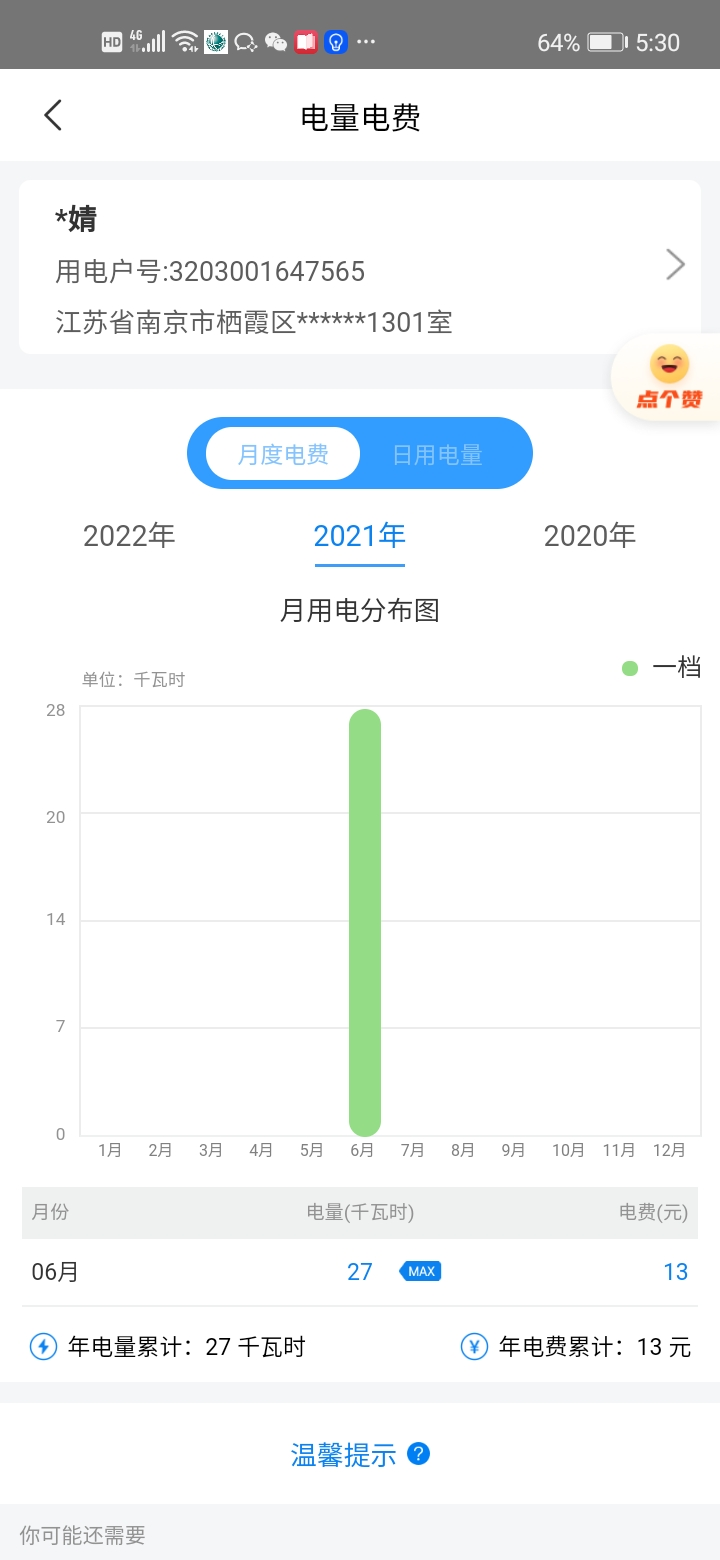 HD 4G 64% 5:30
电量电费
*婧
用电户号:3203001647565
江苏省南京市栖霞区******1301室
点个赞
月度电费 日用电量
2022年 2021年 2020年
月用电分布图
一档
单位：千瓦时
28
20
14
7
0
1月 2月 3月 4月 5月 6月 7月 8月 9月 10月 11月 12月
月份 电量(千瓦时) 电费(元)
06月 27 MAX 13
年电量累计：27 千瓦时 ¥ 年电费累计：13 元
温馨提示 ?
你可能还需要